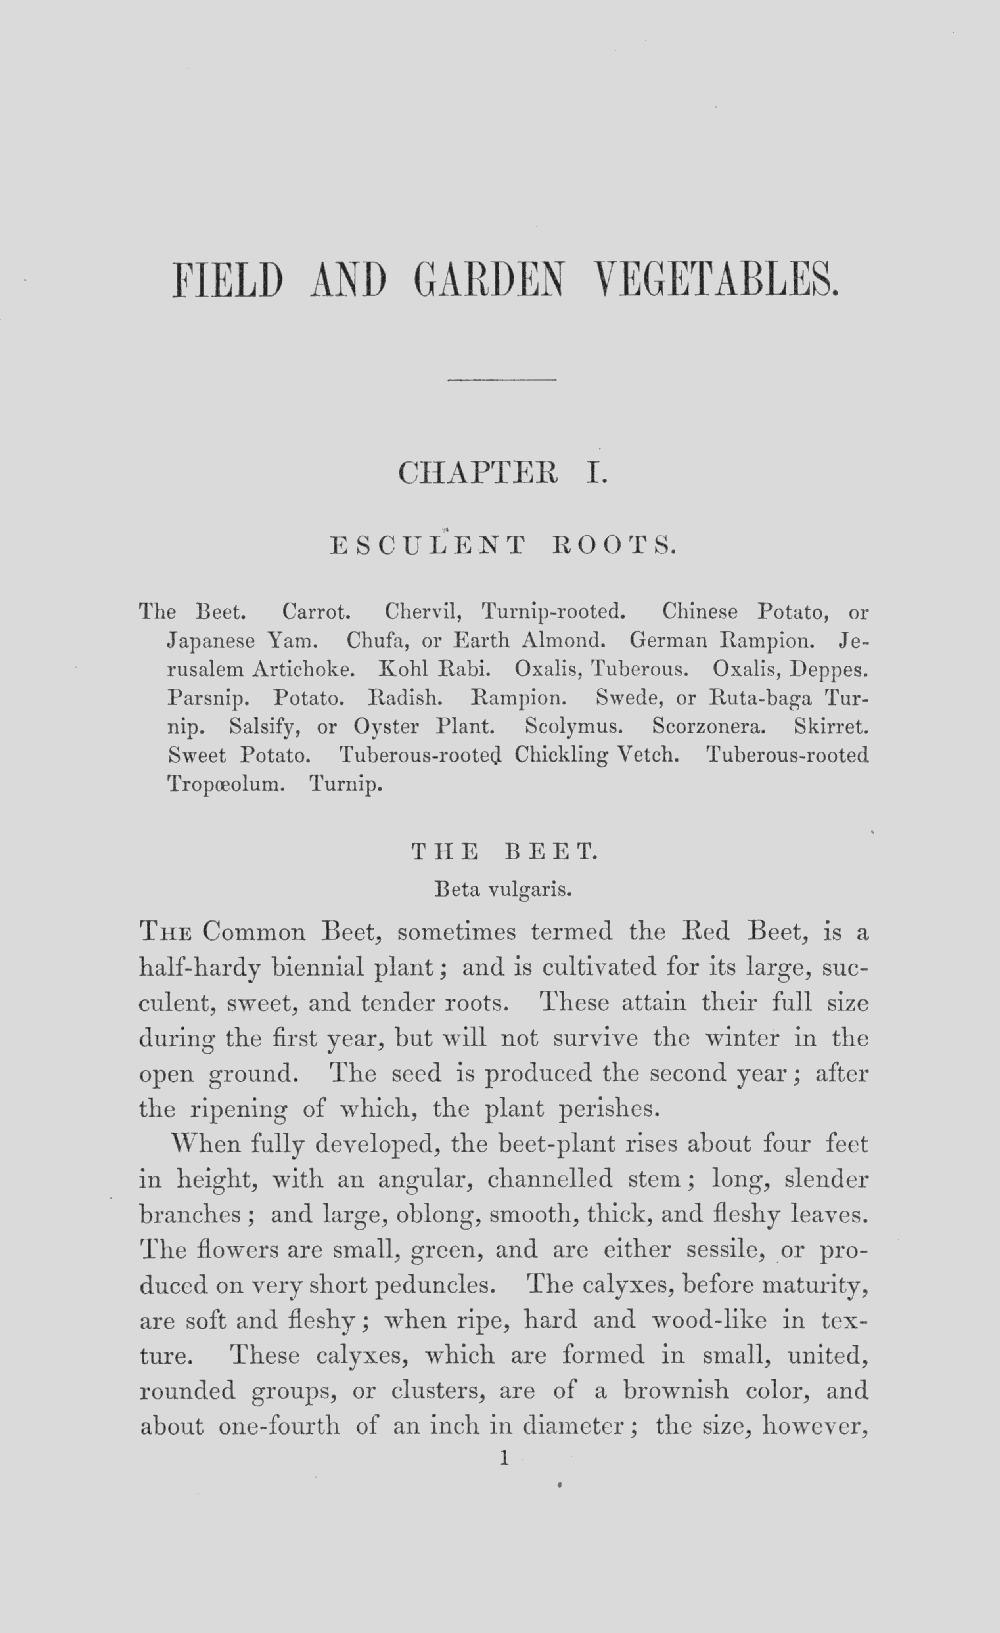 FIELD AND GARDEN VEGETABLES.
CHAPTER I.
ESCULENT ROOTS.
The Beet. Carrot. Chervil, Turnip-rooted. Chinese Potato, or
Japanese Yam. Chufa, or Earth Almond. German Rampion. Je-
rusalem Artichoke. Kohl Rabi. Oxalis, Tuberous. Oxalis, Deppes.
Parsnip. Potato. Radish. Rampion. Swede, or Ruta-baga Tur-
nip. Salsify, or Oyster Plant. Scolymus. Scorzonera. Skirret.
Sweet Potato. Tuberous-rooted Chickling Vetch. Tuberous-rooted
Tropœolum. Turnip.
THE BEET.
Beta vulgaris.
THE Common Beet, sometimes termed the Red Beet, is a
half-hardy biennial plant; and is cultivated for its large, suc-
culent, sweet, and tender roots. These attain their full size
during the first year, but will not survive the winter in the
open ground. The seed is produced the second year; after
the ripening of which, the plant perishes.
When fully developed, the beet-plant rises about four feet
in height, with an angular, channelled stem; long, slender
branches; and large, oblong, smooth, thick, and fleshy leaves.
The flowers are small, green, and are either sessile, or pro-
duced on very short peduncles. The calyxes, before maturity,
are soft and fleshy; when ripe, hard and wood-like in tex-
ture. These calyxes, which are formed in small, united,
rounded groups, or clusters, are of a brownish color, and
about one-fourth of an inch in diameter; the size, however,
1